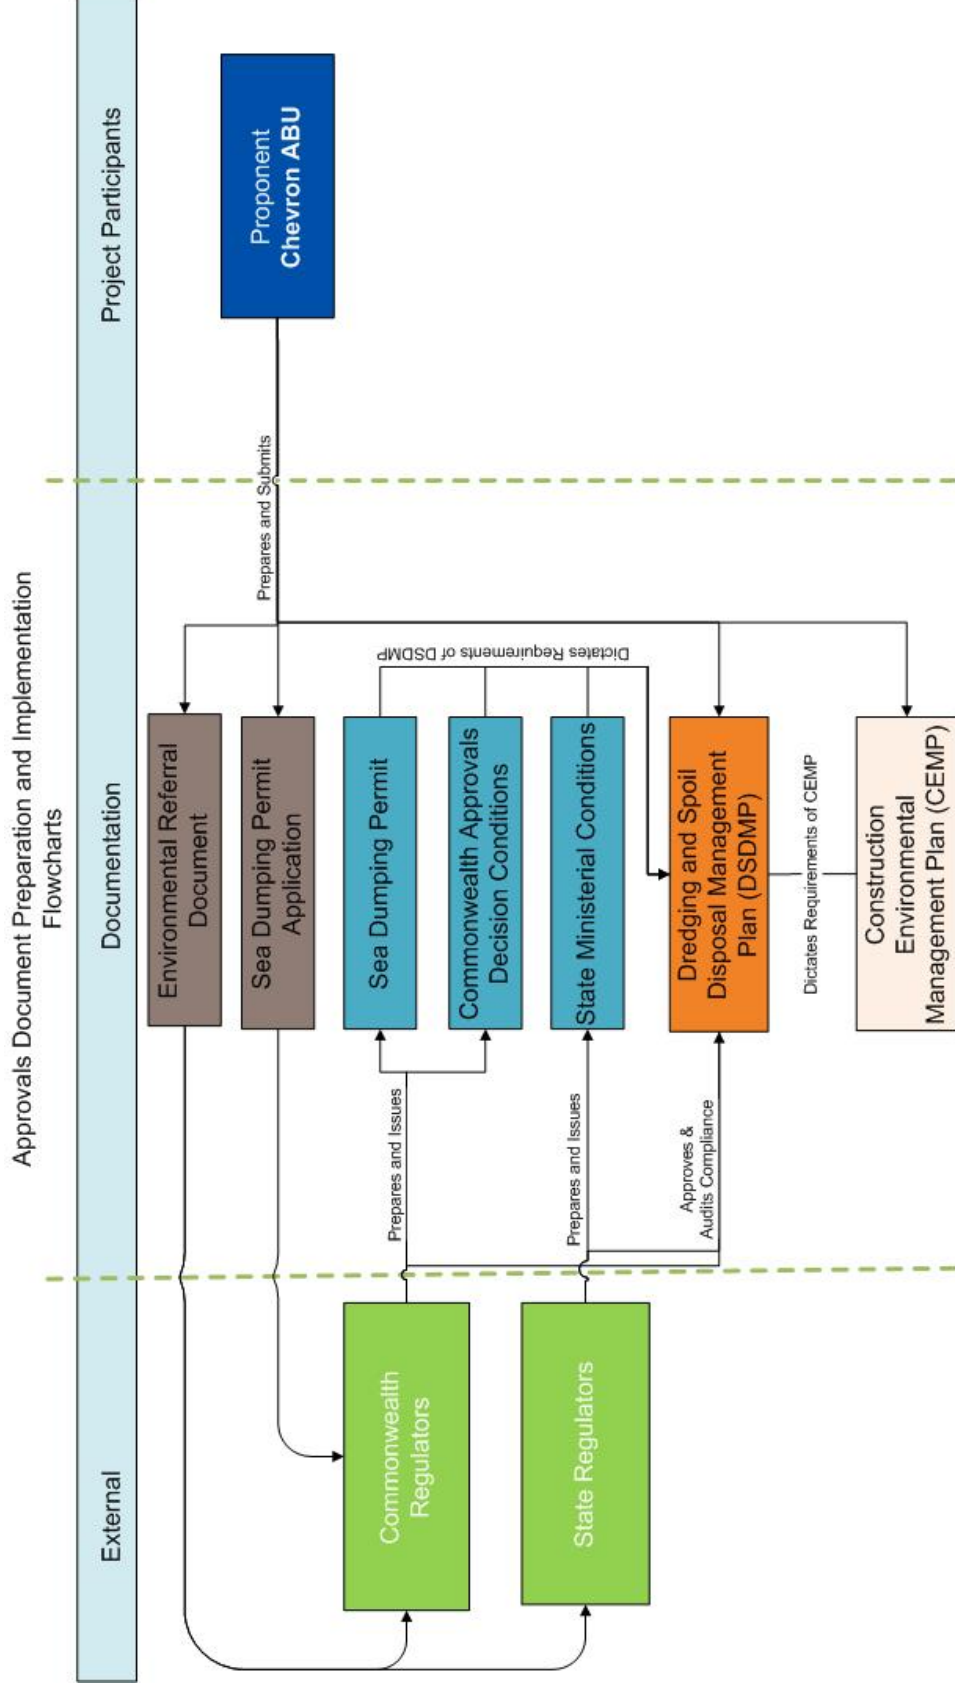 Approvals Document Preparation and Implementation
Flowcharts
External
Documentation
Project Participants
Environmental Referral
Document
Sea Dumping Permit
Application
Prepares and Submits
Proponent
Chevron ABU
Commonwealth
Regulators
Prepares and Issues
Sea Dumping Permit
Commonwealth Approvals
Decision Conditions
Dictates Requirements of DSDMP
State Regulators
Prepares and Issues
State Ministerial Conditions
Approves &
Audits Compliance
Dredging and Spoil
Disposal Management
Plan (DSDMP)
Dictates Requirements of CEMP
Construction
Environmental
Management Plan (CEMP)